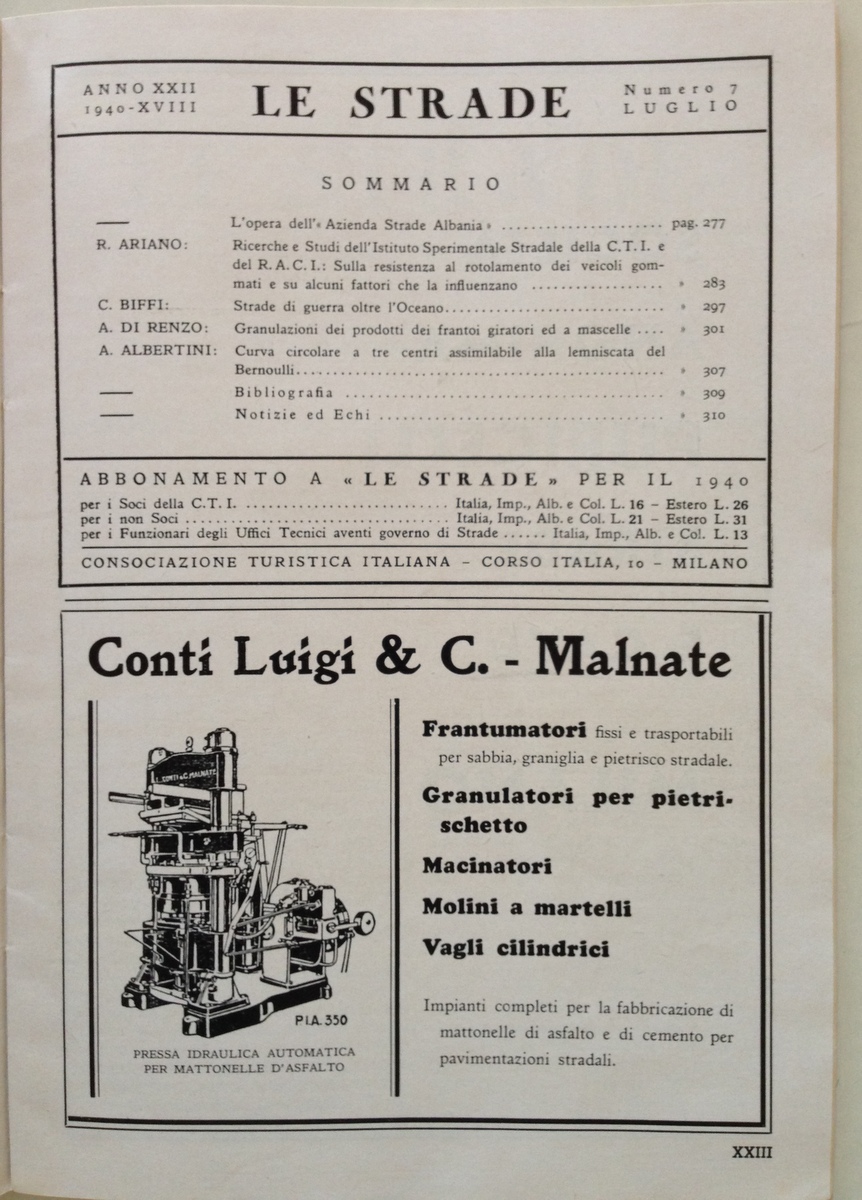 ANNO XXII
1940-XVIII
LE STRADE
Numero 7
LUGLIO
SOMMARIO
— L'opera dell'« Azienda Strade Albania » ..................... pag. 277
R. ARIANO: Ricerche e Studi dell'Istituto Sperimentale Stradale della C.T.I. e
del R.A.C.I.: Sulla resistenza al rotolamento dei veicoli gom-
mati e su alcuni fattori che la influenzano ................. » 283
C. BIFFI: Strade di guerra oltre l'Oceano............................ » 297
A. DI RENZO: Granulazioni dei prodotti dei frantoi giratori ed a mascelle .... » 301
A. ALBERTINI: Curva circolare a tre centri assimilabile alla lemniscata del
Bernoulli............................................... » 307
— Bibliografia ......................................... » 309
— Notizie ed Echi .................................... » 310
ABBONAMENTO A « LE STRADE » PER IL 1940
per i Soci della C.T.I. .......................... Italia, Imp., Alb. e Col. L. 16 – Estero L. 26
per i non Soci .................................. Italia, Imp., Alb. e Col. L. 21 – Estero L. 31
per i Funzionari degli Uffici Tecnici aventi governo di Strade ...... Italia, Imp., Alb. e Col. L. 13
CONSOCIAZIONE TURISTICA ITALIANA – CORSO ITALIA, 10 – MILANO
Conti Luigi & C. - Malnate
L. CONTI & C. MALNATE
P.I.A. 350
PRESSA IDRAULICA AUTOMATICA
PER MATTONELLE D'ASFALTO
Frantumatori fissi e trasportabili
per sabbia, graniglia e pietrisco stradale.
Granulatori per pietri-
schetto
Macinatori
Molini a martelli
Vagli cilindrici
Impianti completi per la fabbricazione di
mattonelle di asfalto e di cemento per
pavimentazioni stradali.
XXIII